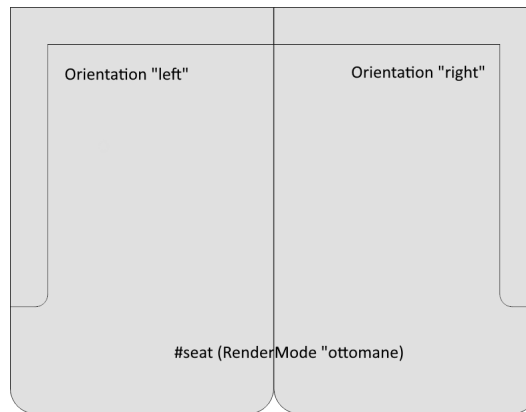 Orientation "left"
Orientation "right"
#seat (RenderMode "ottomane)